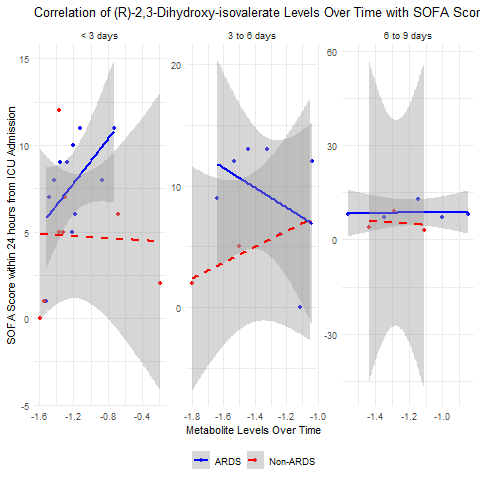 Correlation of (R)-2,3-Dihydroxy-isovalerate Levels Over Time with SOFA Scor
< 3 days
3 to 6 days
6 to 9 days
SOFA Score within 24 hours from ICU Admission
15
10
5
0
-5
20
10
0
60
30
0
-30
-1.6 -1.2 -0.8 -0.4
-1.8 -1.6 -1.4 -1.2 -1.0
-1.4 -1.2 -1.0
Metabolite Levels Over Time
ARDS Non-ARDS